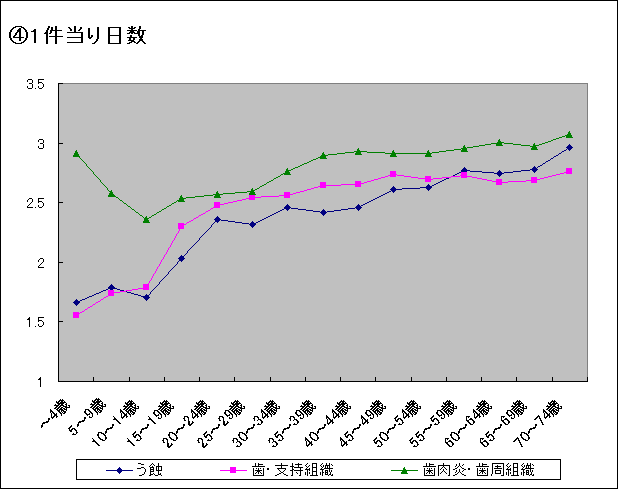 ④1件当り日数
3.5
3
2.5
2
1.5
1
～4歳
5～9歳
10～14歳
15～19歳
20～24歳
25～29歳
30～34歳
35～39歳
40～44歳
45～49歳
50～54歳
55～59歳
60～64歳
65～69歳
70～74歳
う蝕
歯・支持組織
歯肉炎・歯周組織